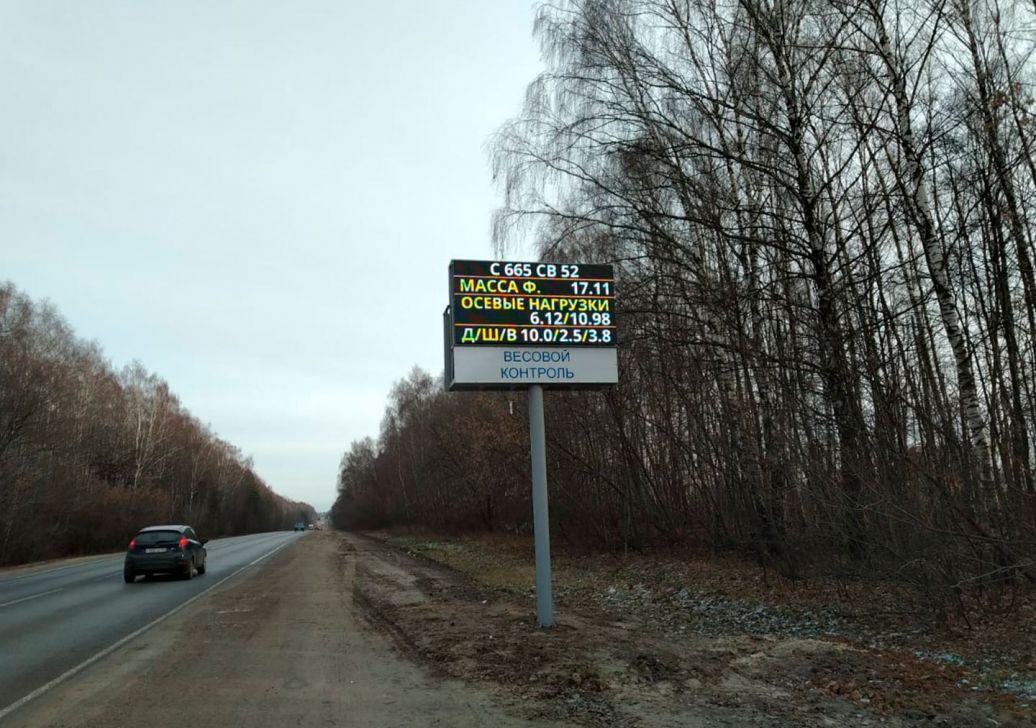 С 665 СВ 52
МАССА Ф. 17.11
ОСЕВЫЕ НАГРУЗКИ
6.12/10.98
Д/Ш/В 10.0/2.5/3.8
ВЕСОВОЙ
КОНТРОЛЬ